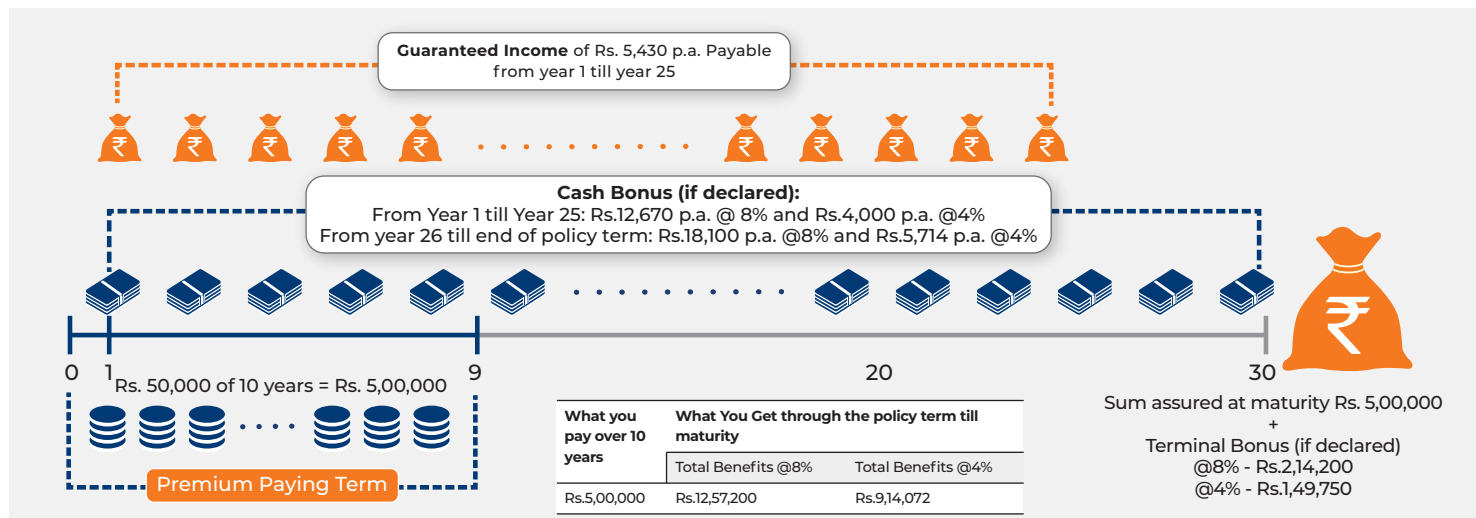 Guaranteed Income of Rs. 5,430 p.a. Payable
from year 1 till year 25
₹ ₹ ₹ ₹ ₹ ₹ ₹ ₹ ₹ ₹
Cash Bonus (if declared):
From Year 1 till Year 25: Rs.12,670 p.a. @ 8% and Rs.4,000 p.a. @4%
From year 26 till end of policy term: Rs.18,100 p.a. @8% and Rs.5,714 p.a. @4%
₹
0 1 9 20 30
Rs. 50,000 of 10 years = Rs. 5,00,000
Premium Paying Term
What you
pay over 10
years
What You Get through the policy term till
maturity
Total Benefits @8% Total Benefits @4%
Rs.5,00,000 Rs.12,57,200 Rs.9,14,072
Sum assured at maturity Rs. 5,00,000
+
Terminal Bonus (if declared)
@8% - Rs.2,14,200
@4% - Rs.1,49,750